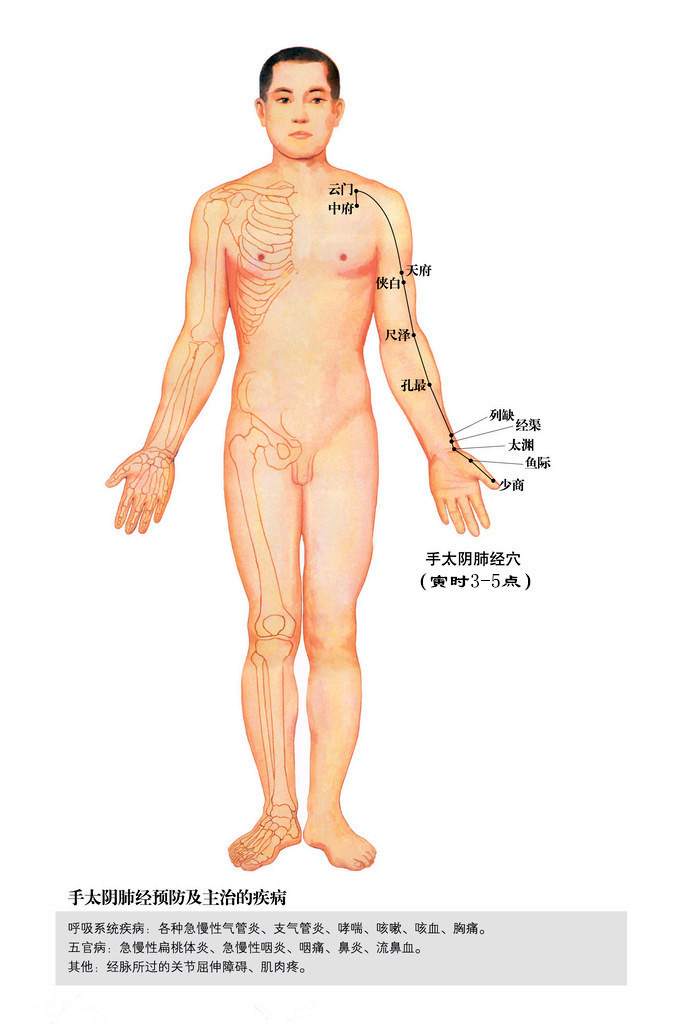 云门
中府
天府
侠白
尺泽
孔最
列缺
经渠
太渊
鱼际
少商
手太阴肺经穴
（寅时3-5点）
手太阴肺经预防及主治的疾病
呼吸系统疾病：各种急慢性气管炎、支气管炎、哮喘、咳嗽、咳血、胸痛。
五官病：急慢性扁桃体炎、急慢性咽炎、咽痛、鼻炎、流鼻血。
其他：经脉所过的关节屈伸障碍、肌肉疼。